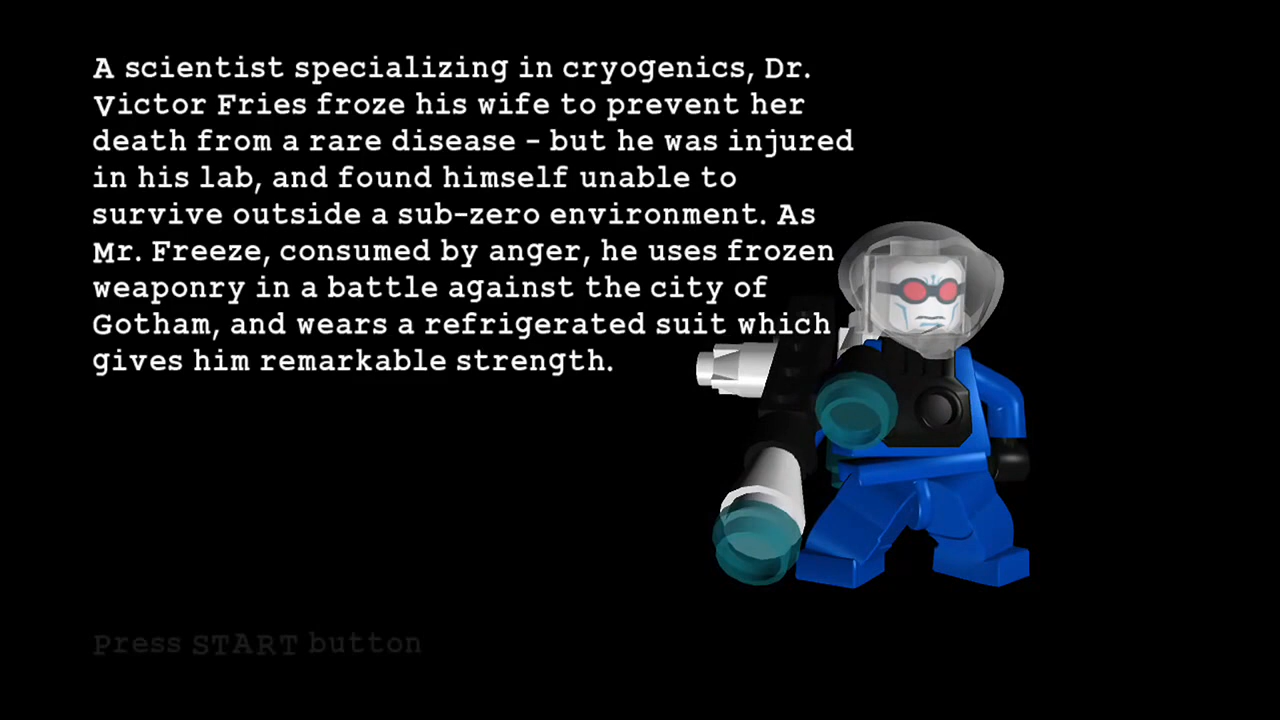 A scientist specializing in cryogenics, Dr.
Victor Fries froze his wife to prevent her
death from a rare disease - but he was injured
in his lab, and found himself unable to
survive outside a sub-zero environment. As
Mr. Freeze, consumed by anger, he uses frozen
weaponry in a battle against the city of
Gotham, and wears a refrigerated suit which
gives him remarkable strength.
Press START button